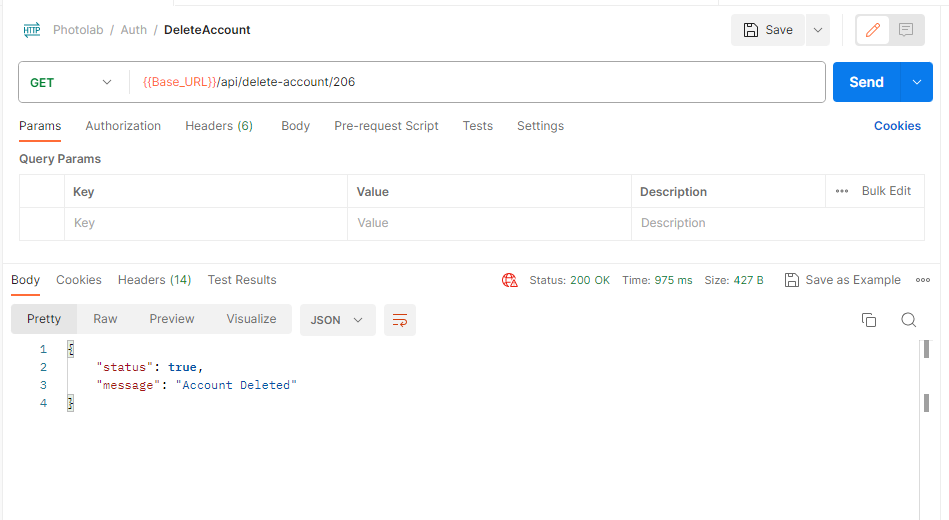 HTTP Photolab / Auth / DeleteAccount Save
GET {{Base_URL}}/api/delete-account/206 Send
Params Authorization Headers (6) Body Pre-request Script Tests Settings Cookies
Query Params
Key Value Description Bulk Edit
Key Value Description
Body Cookies Headers (14) Test Results Status: 200 OK Time: 975 ms Size: 427 B Save as Example
Pretty Raw Preview Visualize JSON
1 {
2 "status": true,
3 "message": "Account Deleted"
4 }